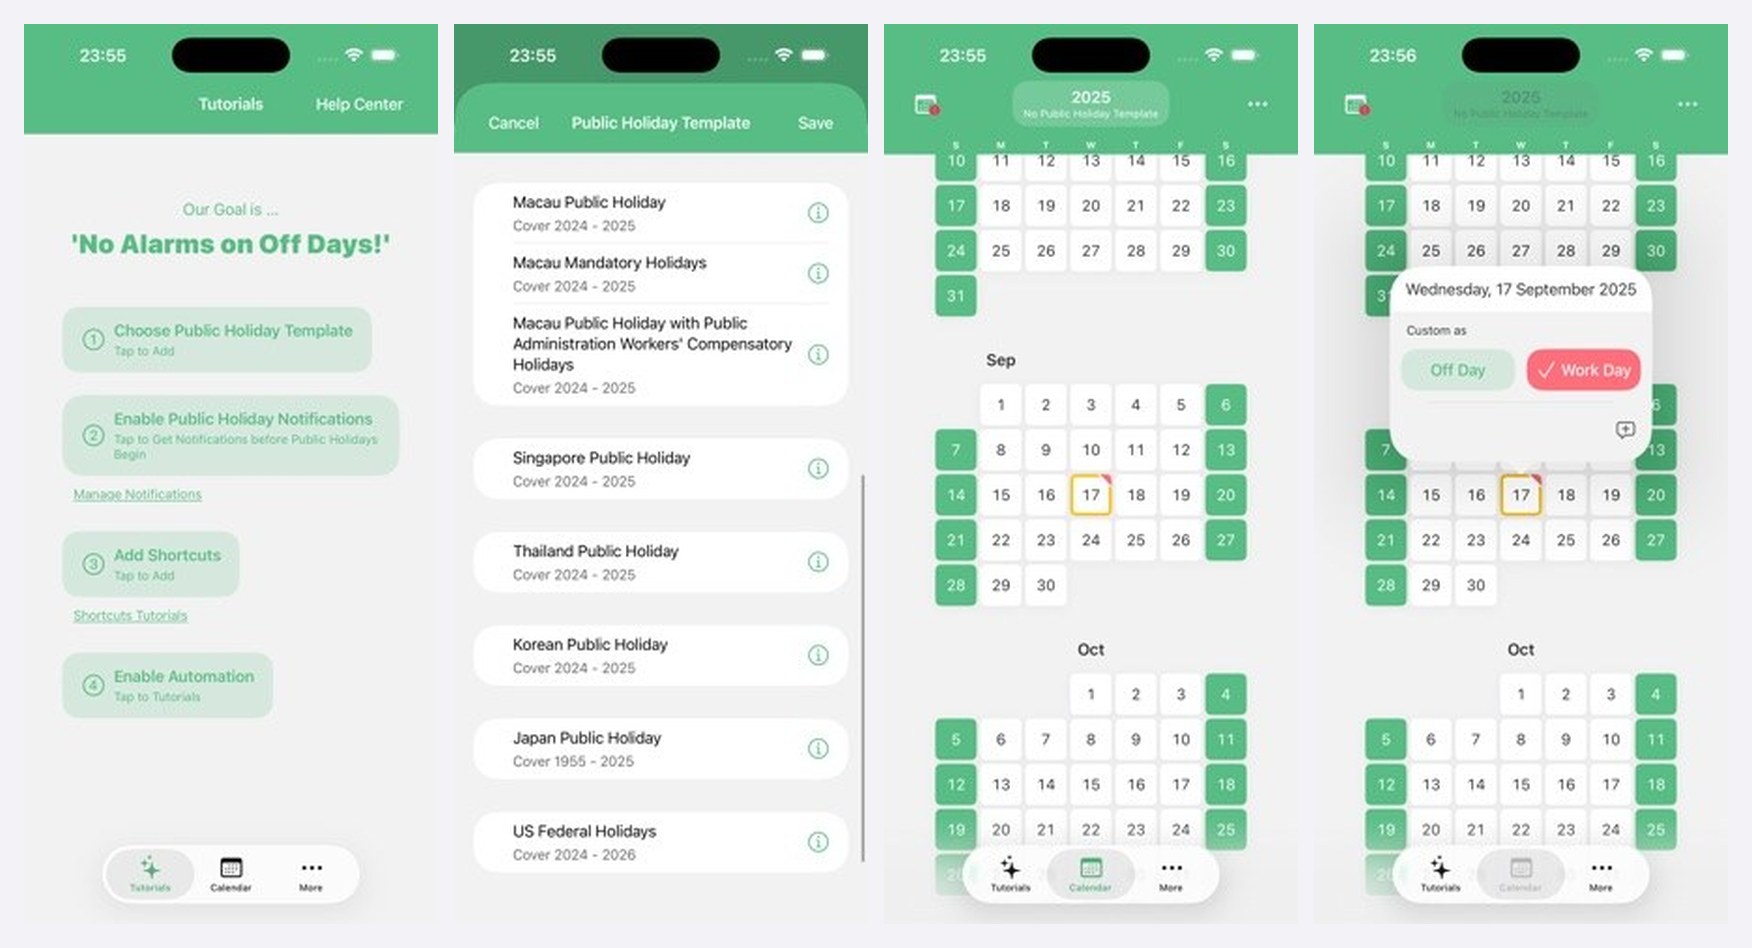 23:55
Tutorials
Help Center
Our Goal is ...
'No Alarms on Off Days!'
1
Choose Public Holiday Template
Tap to Add
2
Enable Public Holiday Notifications
Tap to Get Notifications before Public Holidays
Begin
Manage Notifications
3
Add Shortcuts
Tap to Add
Shortcuts Tutorials
4
Enable Automation
Tap to Tutorials
Tutorials
Calendar
More
23:55
Cancel
Public Holiday Template
Save
Macau Public Holiday
Cover 2024 - 2025
Macau Mandatory Holidays
Cover 2024 - 2025
Macau Public Holiday with Public
Administration Workers' Compensatory
Holidays
Cover 2024 - 2025
Singapore Public Holiday
Cover 2024 - 2025
Thailand Public Holiday
Cover 2024 - 2025
Korean Public Holiday
Cover 2024 - 2025
Japan Public Holiday
Cover 1955 - 2025
US Federal Holidays
Cover 2024 - 2026
23:55
2025
No Public Holiday Template
S M T W T F S
10 11 12 13 14 15 16
17 18 19 20 21 22 23
24 25 26 27 28 29 30
31
Sep
1 2 3 4 5 6
7 8 9 10 11 12 13
14 15 16 17 18 19 20
21 22 23 24 25 26 27
28 29 30
Oct
1 2 3 4
5 6 7 8 9 10 11
12 13 14 15 16 17 18
19 20 21 22 23 24 25
26
Tutorials
Calendar
More
23:56
2025
No Public Holiday Template
S M T W T F S
10 11 12 13 14 15 16
17 18 19 20 21 22 23
24 25 26 27 28 29 30
Wednesday, 17 September 2025
Custom as
Off Day
Work Day
6
7 13
14 15 16 17 18 19 20
21 22 23 24 25 26 27
28 29 30
Oct
1 2 3 4
5 6 7 8 9 10 11
12 13 14 15 16 17 18
19 20 21 22 23 24 25
26
Tutorials
Calendar
More